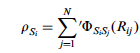 ρ_{S_i} = \sum_{j=1}^{N}{}' Φ_{S_i S_j}(R_{ij})